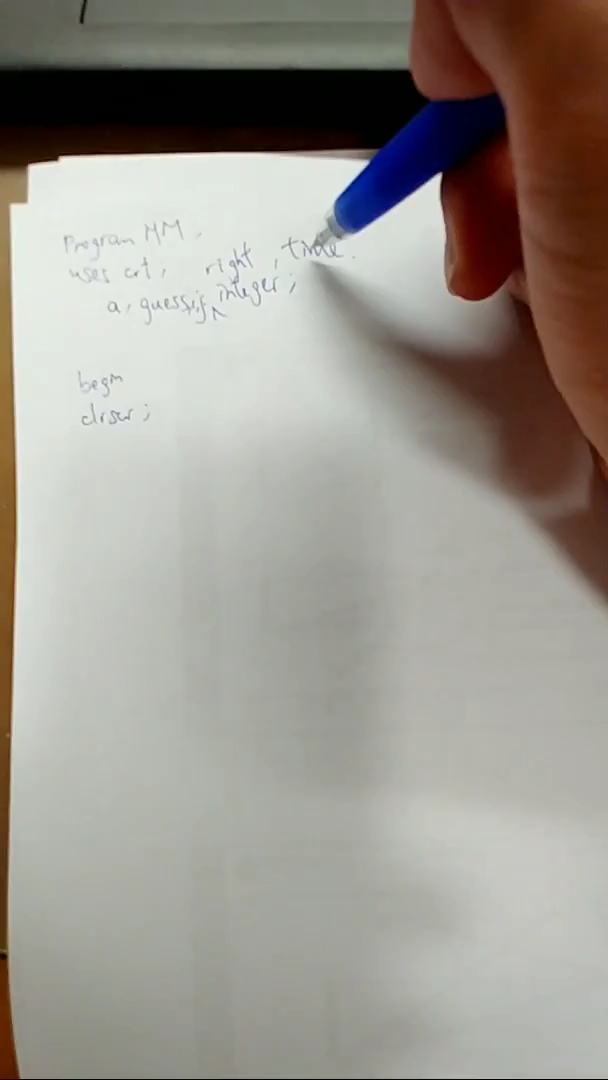 Program MM,
uses crt,
right, time.
a, guess, i, j integer;
begin
clrscr;